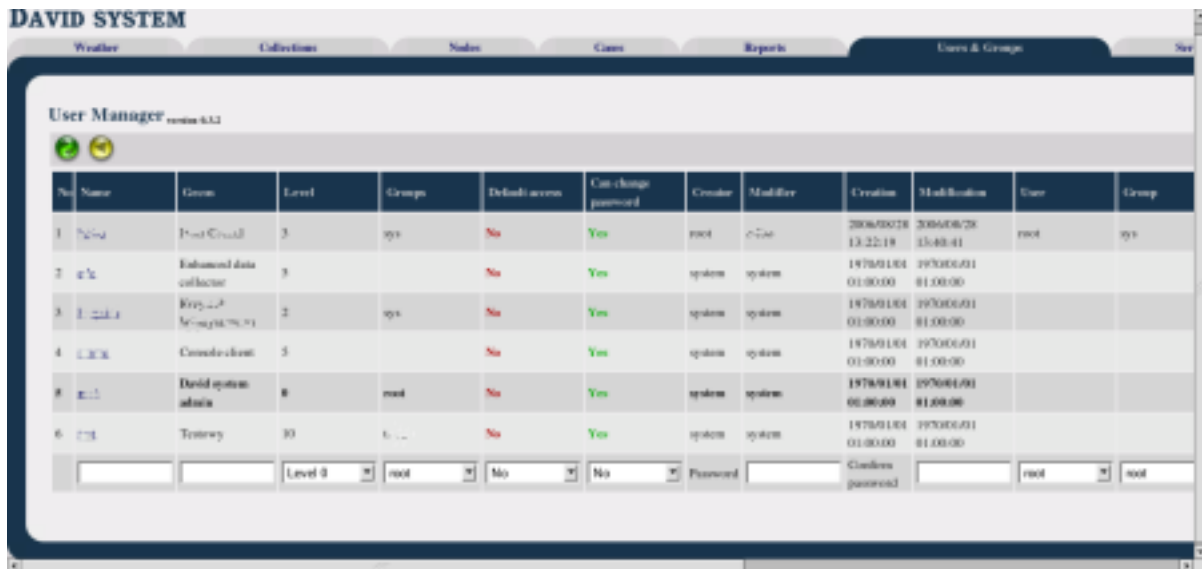 DAVID SYSTEM
Weather Collections Nodes Cases Reports Users & Groups Ser
User Manager version 0.3.2
No Name Gecos Level Groups Default access Can change password Creator Modifier Creation Modification User Group
1 3 sys No Yes root 2006/08/28 13:22:19 2006/08/28 13:40:41 root sys
2 Enhanced data collector No Yes system system 1970/01/01 01:00:00 1970/01/01 01:00:00
3 2 sys No Yes system system 1970/01/01 01:00:00 1970/01/01 01:00:00
4 Console client 5 No Yes system system 1970/01/01 01:00:00 1970/01/01 01:00:00
5 David system admin 0 root No Yes system system 1970/01/01 01:00:00 1970/01/01 01:00:00
6 Testowy 10 No Yes system system 1970/01/01 01:00:00 1970/01/01 01:00:00
Level 0 root No No Password Confirm password root root